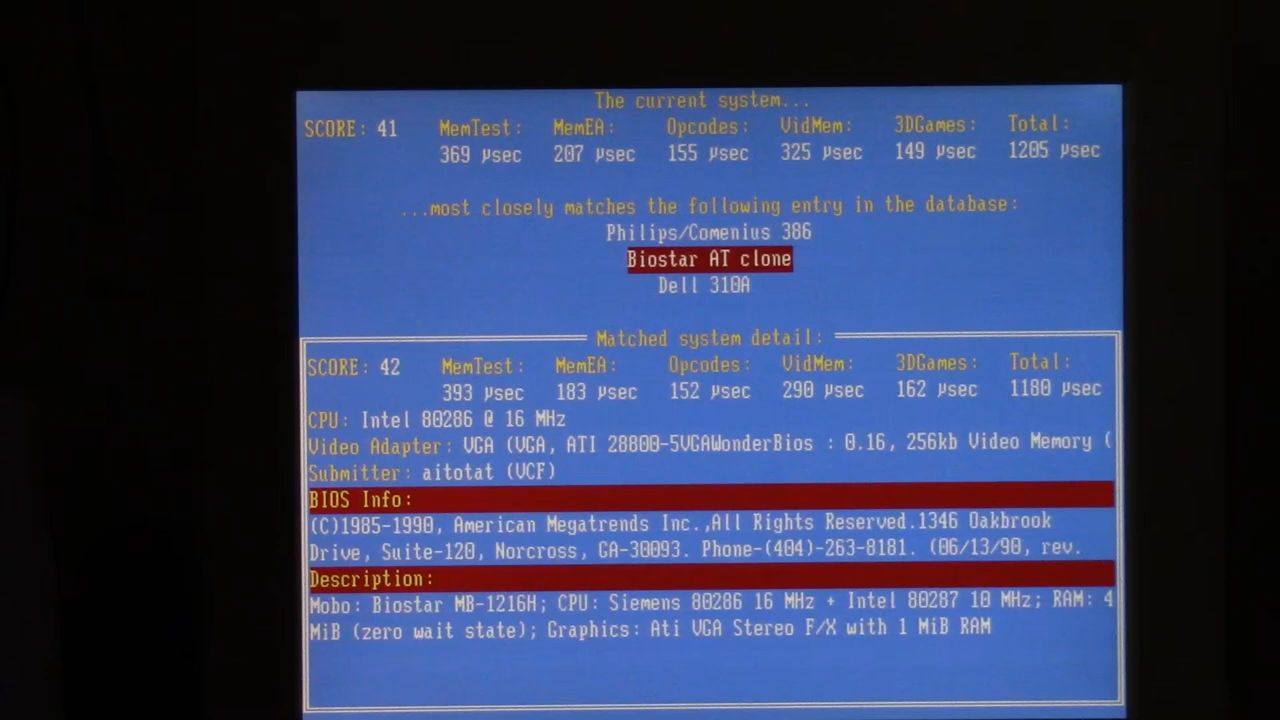 The current system...
SCORE: 41 MemTest: MemEA: Opcodes: VidMem: 3DGames: Total:
369 µsec 207 µsec 155 µsec 325 µsec 149 µsec 1205 µsec
...most closely matches the following entry in the database:
Philips/Comenius 386
Biostar AT clone
Dell 310A
Matched system detail:
SCORE: 42 MemTest: MemEA: Opcodes: VidMem: 3DGames: Total:
393 µsec 183 µsec 152 µsec 290 µsec 162 µsec 1180 µsec
CPU: Intel 80286 @ 16 MHz
Video Adapter: VGA (VGA, ATI 28800-5VGAWonderBios : 0.16, 256kb Video Memory (
Submitter: aitotat (VCF)
BIOS Info:
(C)1985-1990, American Megatrends Inc.,All Rights Reserved.1346 Oakbrook
Drive, Suite-120, Norcross, GA-30093. Phone-(404)-263-8181. (06/13/90, rev.
Description:
Mobo: Biostar MB-1216H; CPU: Siemens 80286 16 MHz + Intel 80287 10 MHz; RAM: 4
MiB (zero wait state); Graphics: Ati VGA Stereo F/X with 1 MiB RAM